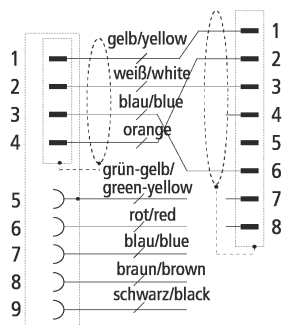 gelb/yellow
1
1
weiß/white
2
2
blau/blue
3
3
orange
4
4
grün-gelb/
green-yellow
5
5
6
rot/red
6
7
blau/blue
7
8
braun/brown
8
schwarz/black
9